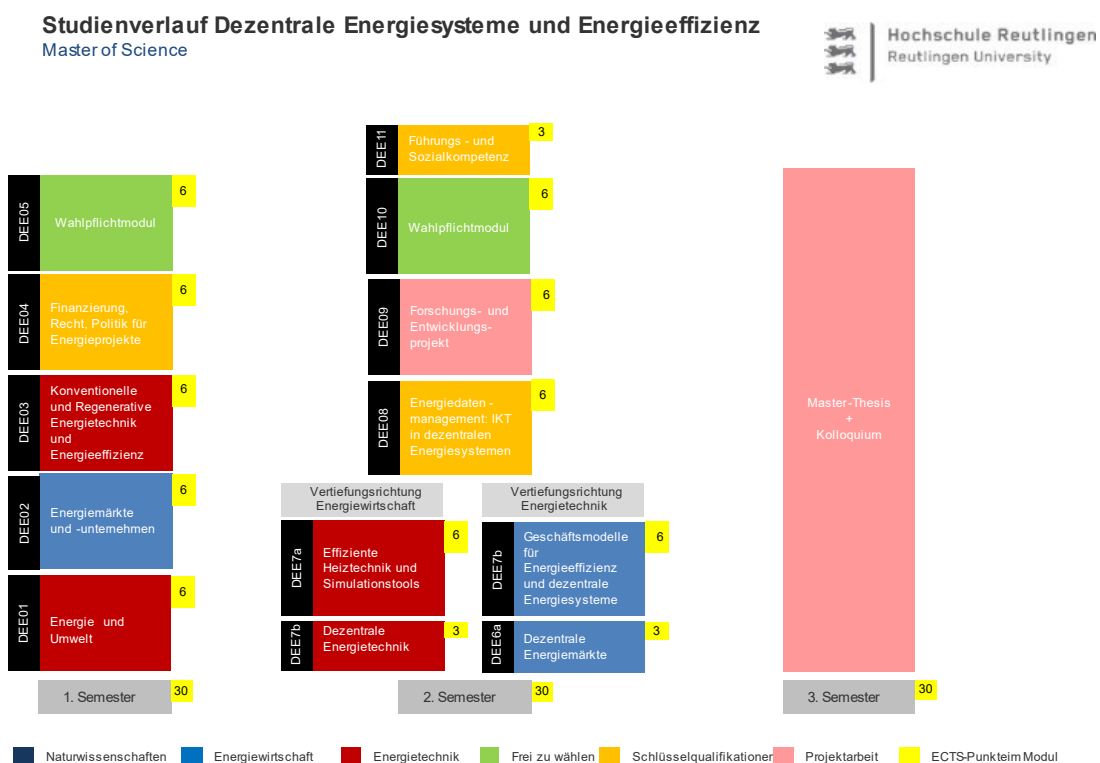 Studienverlauf Dezentrale Energiesysteme und Energieeffizienz
Master of Science
Hochschule Reutlingen
Reutlingen University
DEE05
Wahlpflichtmodul
6
DEE04
Finanzierung,
Recht, Politik für
Energieprojekte
6
DEE03
Konventionelle
und Regenerative
Energietechnik
und
Energieeffizienz
6
DEE02
Energiemärkte
und -unternehmen
6
DEE01
Energie und
Umwelt
6
1. Semester
30
DEE11
Führungs - und
Sozialkompetenz
3
DEE10
Wahlpflichtmodul
6
DEE09
Forschungs- und
Entwicklungs-
projekt
6
DEE08
Energiedaten -
management: IKT
in dezentralen
Energiesystemen
6
Vertiefungsrichtung
Energiewirtschaft
DEE7a
Effiziente
Heiztechnik und
Simulationstools
6
DEE7b
Dezentrale
Energietechnik
3
Vertiefungsrichtung
Energietechnik
DEE7b
Geschäftsmodelle
für
Energieeffizienz
und dezentrale
Energiesysteme
6
DEE6a
Dezentrale
Energiemärkte
3
2. Semester
30
Master-Thesis
+
Kolloquium
3. Semester
30
Naturwissenschaften
Energiewirtschaft
Energietechnik
Frei zu wählen
Schlüsselqualifikationen
Projektarbeit
ECTS-Punkteim Modul